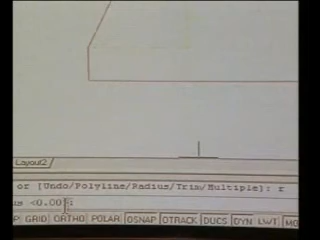 Layout2
or [Undo/Polyline/Radius/Trim/Multiple]: r
us <0.00>:
P GRID ORTHO POLAR OSNAP OTRACK DUCS DYN LWT MO